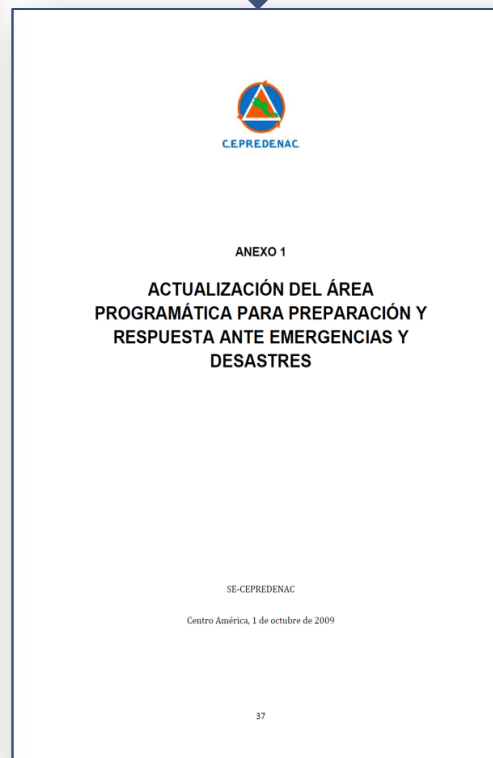 CEPREDENAC
ANEXO 1
ACTUALIZACIÓN DEL ÁREA
PROGRAMÁTICA PARA PREPARACIÓN Y
RESPUESTA ANTE EMERGENCIAS Y
DESASTRES
SE-CEPREDENAC
Centro América, 1 de octubre de 2009
37